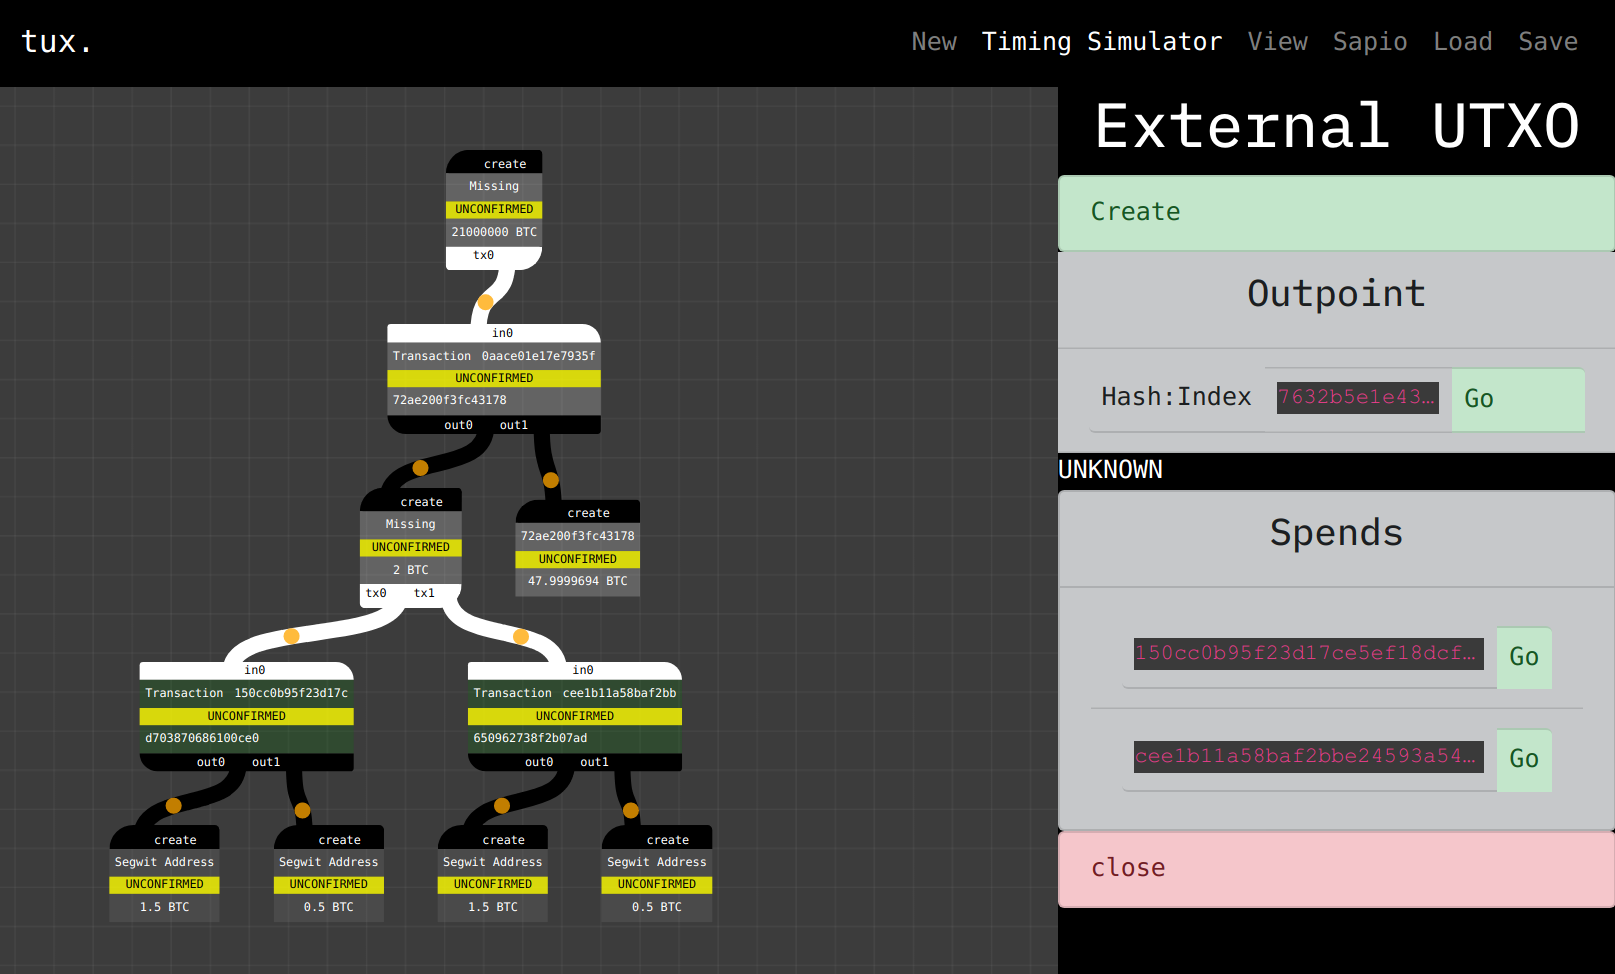 tux.
New Timing Simulator View Sapio Load Save
create
Missing
UNCONFIRMED
21000000 BTC
tx0
in0
Transaction 0aace01e17e7935f
UNCONFIRMED
72ae200f3fc43178
out0 out1
create
Missing
UNCONFIRMED
2 BTC
tx0 tx1
create
72ae200f3fc43178
UNCONFIRMED
47.9999694 BTC
in0
Transaction 150cc0b95f23d17c
UNCONFIRMED
d703870686100ce0
out0 out1
in0
Transaction cee1b11a58baf2bb
UNCONFIRMED
650962738f2b07ad
out0 out1
create
Segwit Address
UNCONFIRMED
1.5 BTC
create
Segwit Address
UNCONFIRMED
0.5 BTC
create
Segwit Address
UNCONFIRMED
1.5 BTC
create
Segwit Address
UNCONFIRMED
0.5 BTC
External UTXO
Create
Outpoint
Hash:Index 7632b5e1e43… Go
UNKNOWN
Spends
150cc0b95f23d17ce5ef18dcf… Go
cee1b11a58baf2bbe24593a54… Go
close